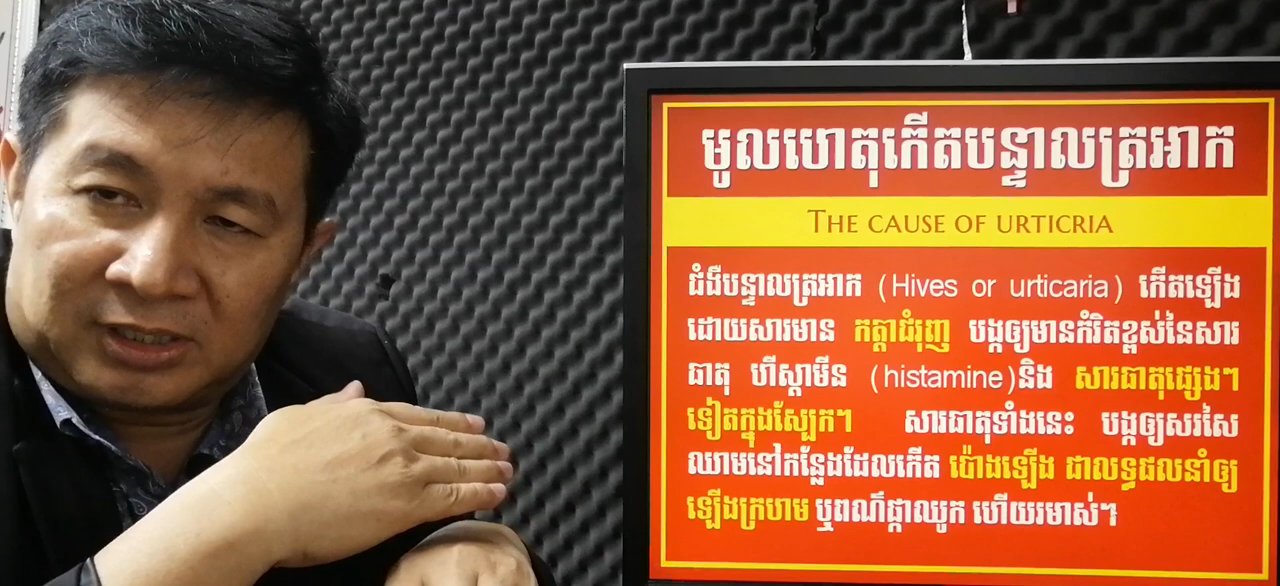 មូលហេតុកើតបន្ទាលត្រអាក
THE CAUSE OF URTICRIA
ជំងឺបន្ទាលត្រអាក (Hives or urticaria) កើតឡើង
ដោយសារមាន កត្តាជំរុញ បង្កឲ្យមានកំរិតខ្ពស់នៃសារ
ធាតុ ហីស្តាមីន (histamine)និង សារធាតុផ្សេងៗ
ទៀតក្នុងស្បែក។ សារធាតុទាំងនេះ បង្កឲ្យសរសៃ
ឈាមនៅកន្លែងដែលកើត ប៉ោងឡើង ជាលទ្ធផលនាំឲ្យ
ឡើងក្រហាម ឬពណ៌ផ្កាឈូក ហើយរមាស់។